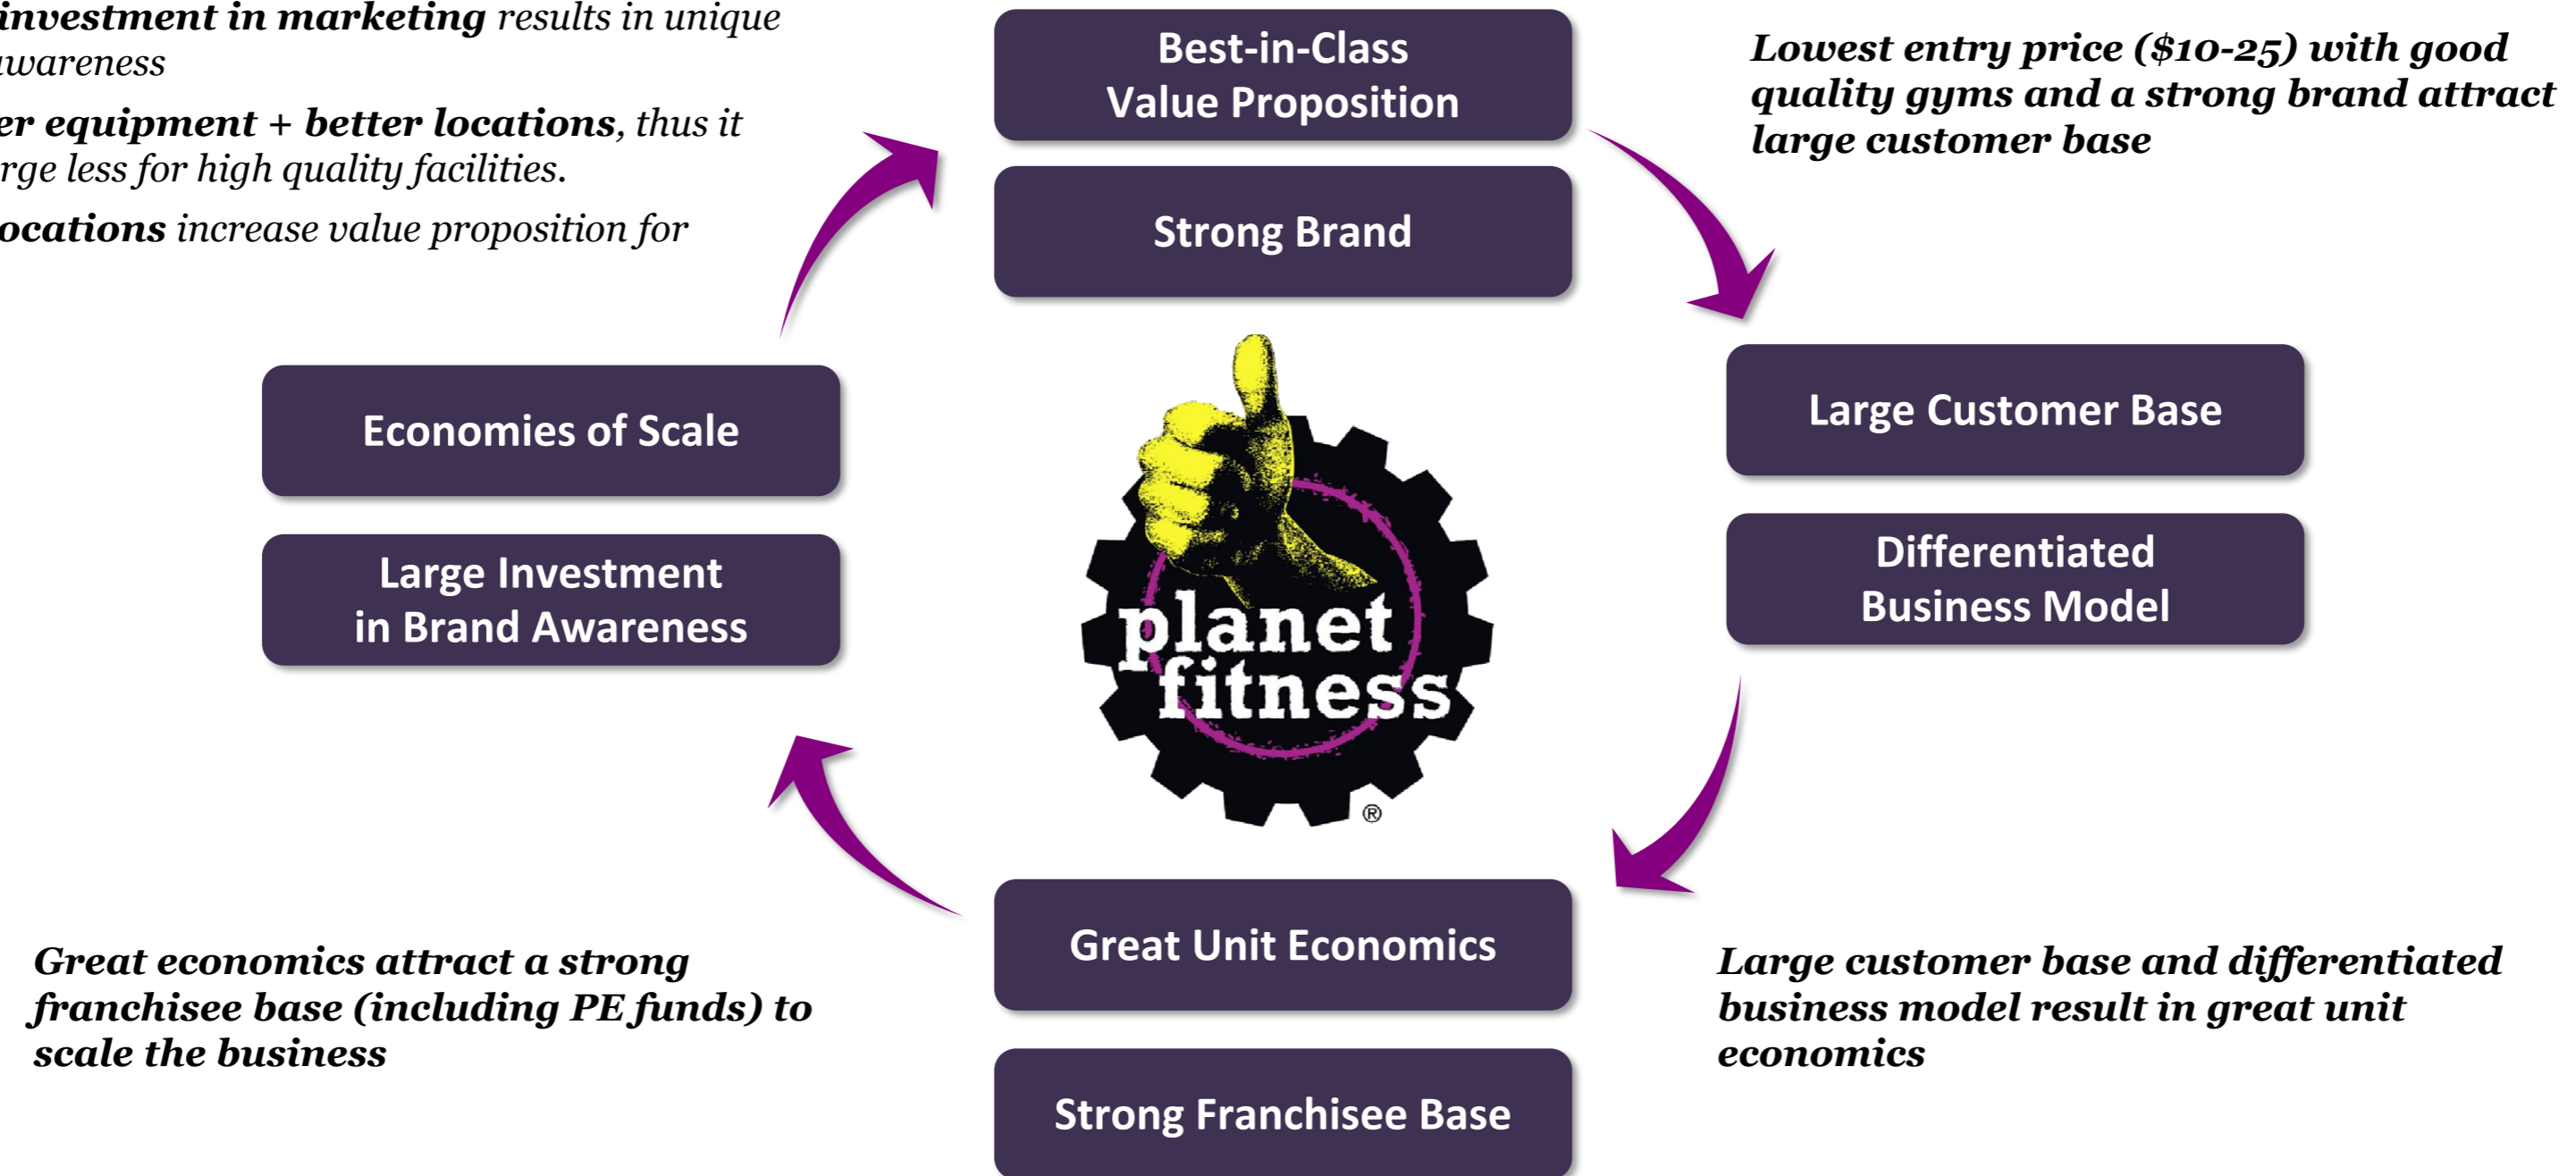 investment in marketing results in unique
awareness
er equipment + better locations, thus it
rge less for high quality facilities.
ocations increase value proposition for
Best-in-Class
Value Proposition
Strong Brand
Lowest entry price ($10-25) with good
quality gyms and a strong brand attract
large customer base
Economies of Scale
Large Investment
in Brand Awareness
Large Customer Base
Differentiated
Business Model
planet
fitness
®
Great economics attract a strong
franchisee base (including PE funds) to
scale the business
Great Unit Economics
Strong Franchisee Base
Large customer base and differentiated
business model result in great unit
economics